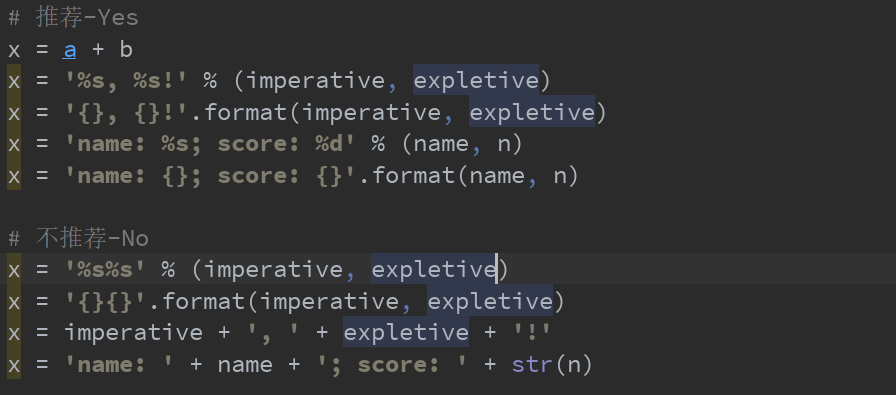 # 推荐-Yes
x = a + b
x = '%s, %s!' % (imperative, expletive)
x = '{}, {}!'.format(imperative, expletive)
x = 'name: %s; score: %d' % (name, n)
x = 'name: {}; score: {}'.format(name, n)
# 不推荐-No
x = '%s%s' % (imperative, expletive)
x = '{}{}'.format(imperative, expletive)
x = imperative + ', ' + expletive + '!'
x = 'name: ' + name + '; score: ' + str(n)